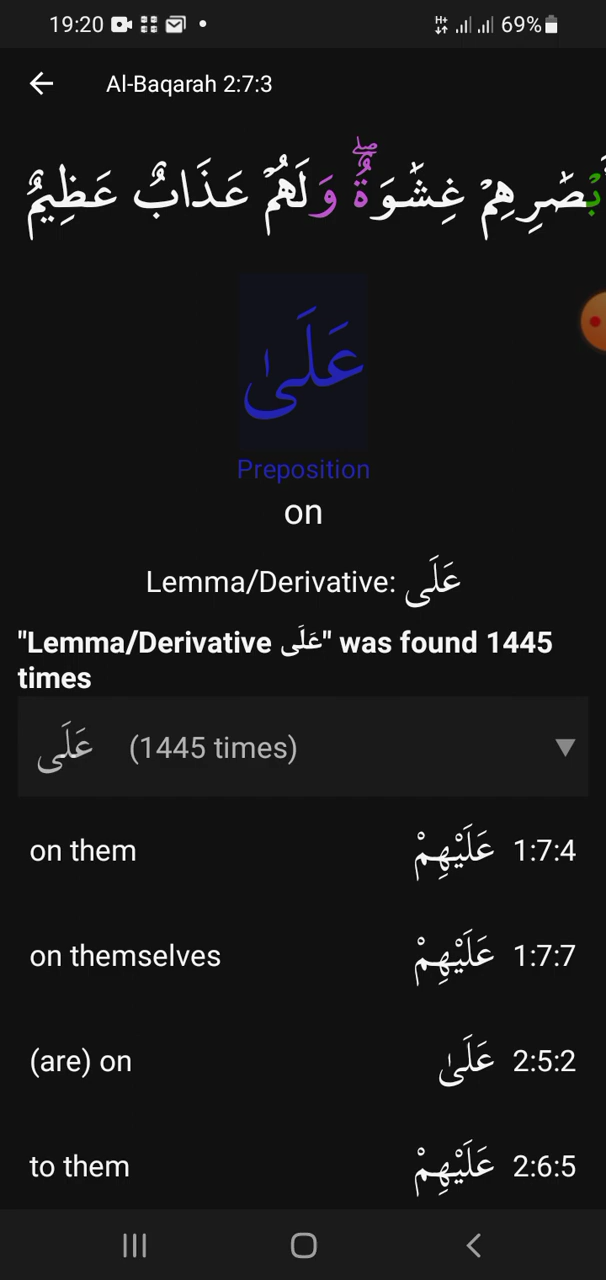 19:20 69%
H+
Al-Baqarah 2:7:3
بْصَٰرِهِمْ غِشَٰوَةٌۖ وَلَهُمْ عَذَابٌ عَظِيمٌ
عَلَىٰ
Preposition
on
Lemma/Derivative: عَلَى
"Lemma/Derivative عَلَى" was found 1445
times
عَلَى (1445 times)
on them عَلَيْهِمْ 1:7:4
on themselves عَلَيْهِمْ 1:7:7
(are) on عَلَىٰ 2:5:2
to them عَلَيْهِمْ 2:6:5